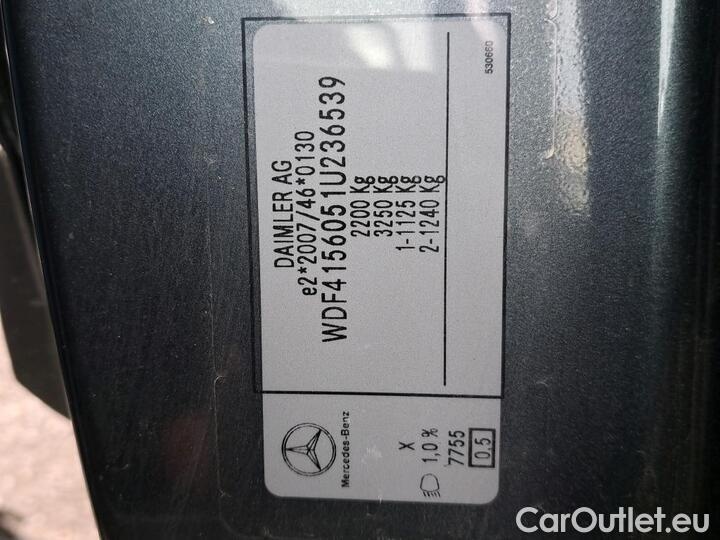 DAIMLER AG
e2*2007/46*0130
WDF4156051U236539
2200 Kg
3250 Kg
1-1125 Kg
2-1240 Kg
Mercedes-Benz
X
1,0 %
7755
0,5
530660
CarOutlet.eu